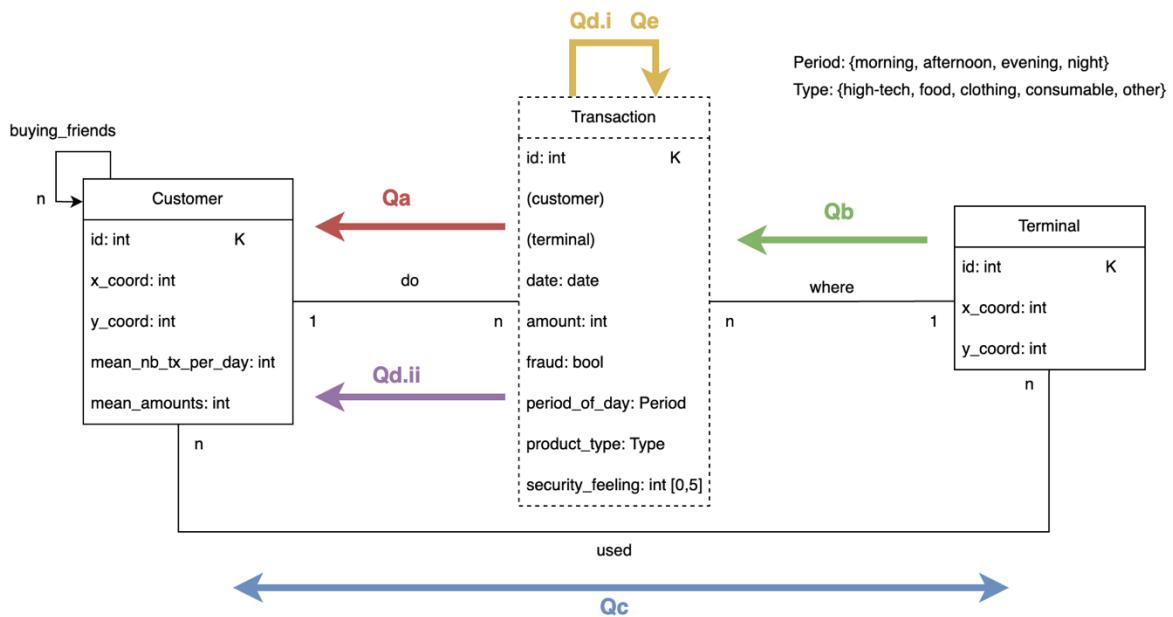 Qd.i Qe
Period: {morning, afternoon, evening, night}
Type: {high-tech, food, clothing, consumable, other}
buying_friends
n
Customer
id: int K
x_coord: int
y_coord: int
mean_nb_tx_per_day: int
mean_amounts: int
n
Qa
do
1 n
Qd.ii
Transaction
id: int K
(customer)
(terminal)
date: date
amount: int
fraud: bool
period_of_day: Period
product_type: Type
security_feeling: int [0,5]
Qb
where
n 1
Terminal
id: int K
x_coord: int
y_coord: int
n
used
Qc